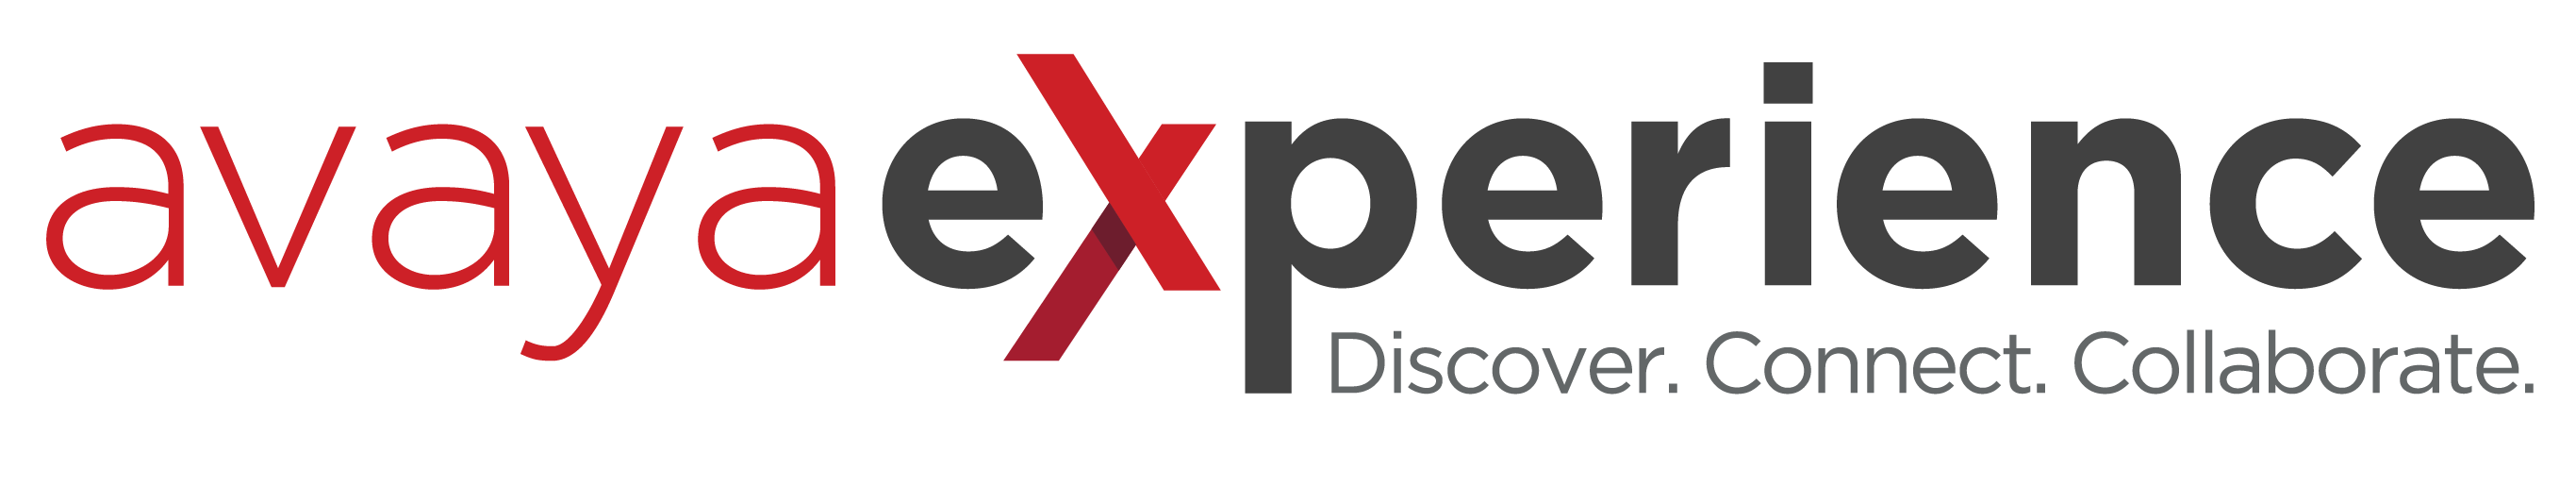 avaya experience
Discover. Connect. Collaborate.